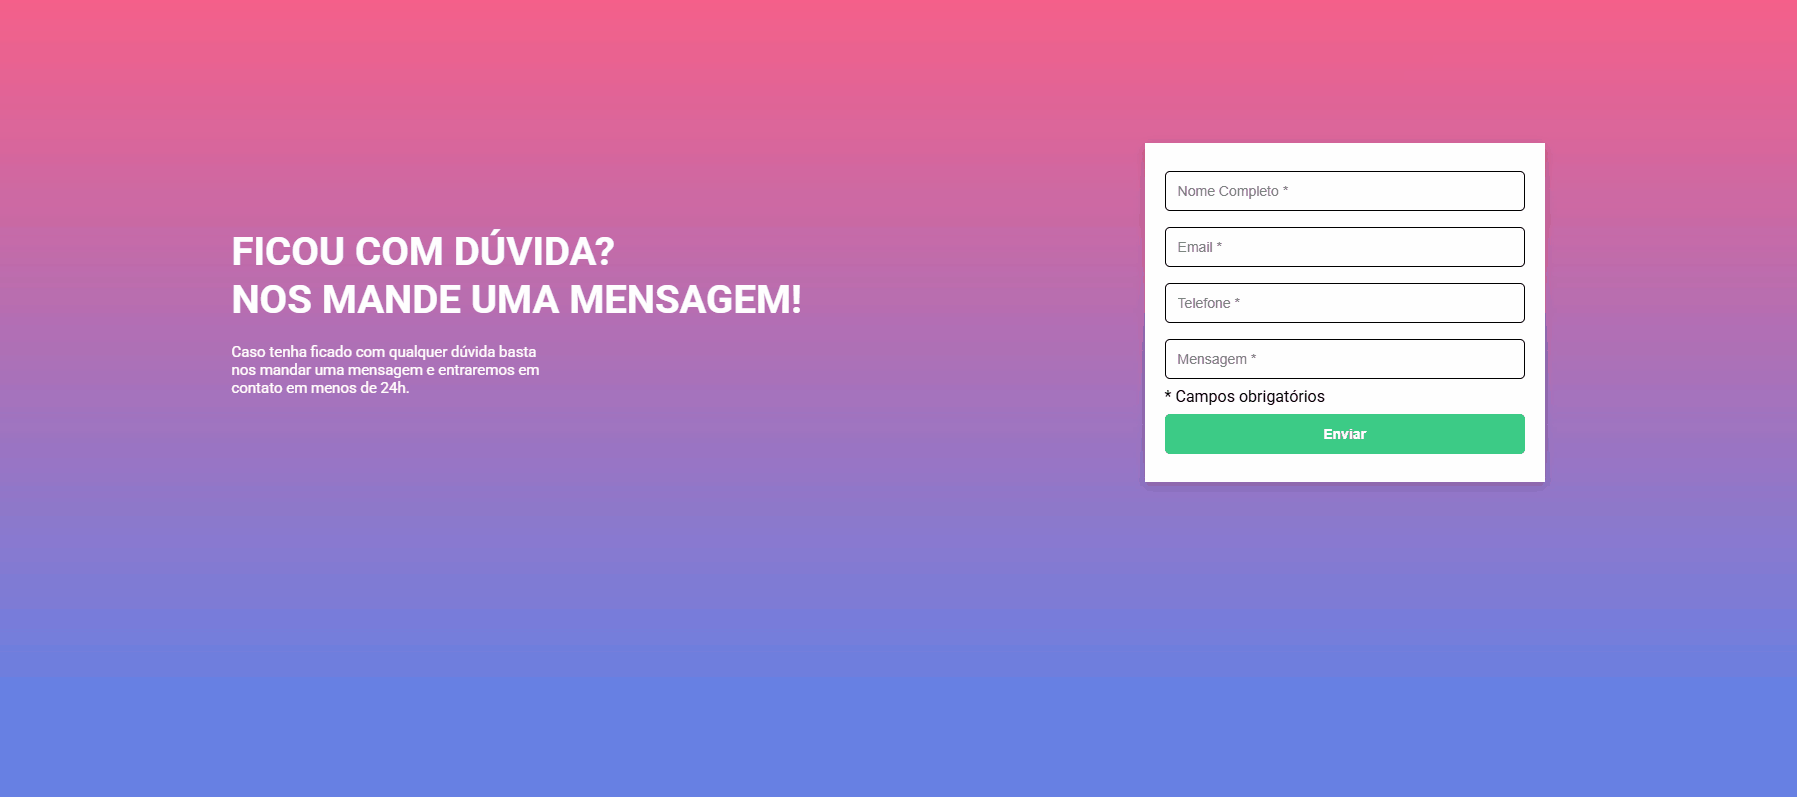 FICOU COM DÚVIDA?
NOS MANDE UMA MENSAGEM!
Caso tenha ficado com qualquer dúvida basta
nos mandar uma mensagem e entraremos em
contato em menos de 24h.
Nome Completo *
Email *
Telefone *
Mensagem *
* Campos obrigatórios
Enviar